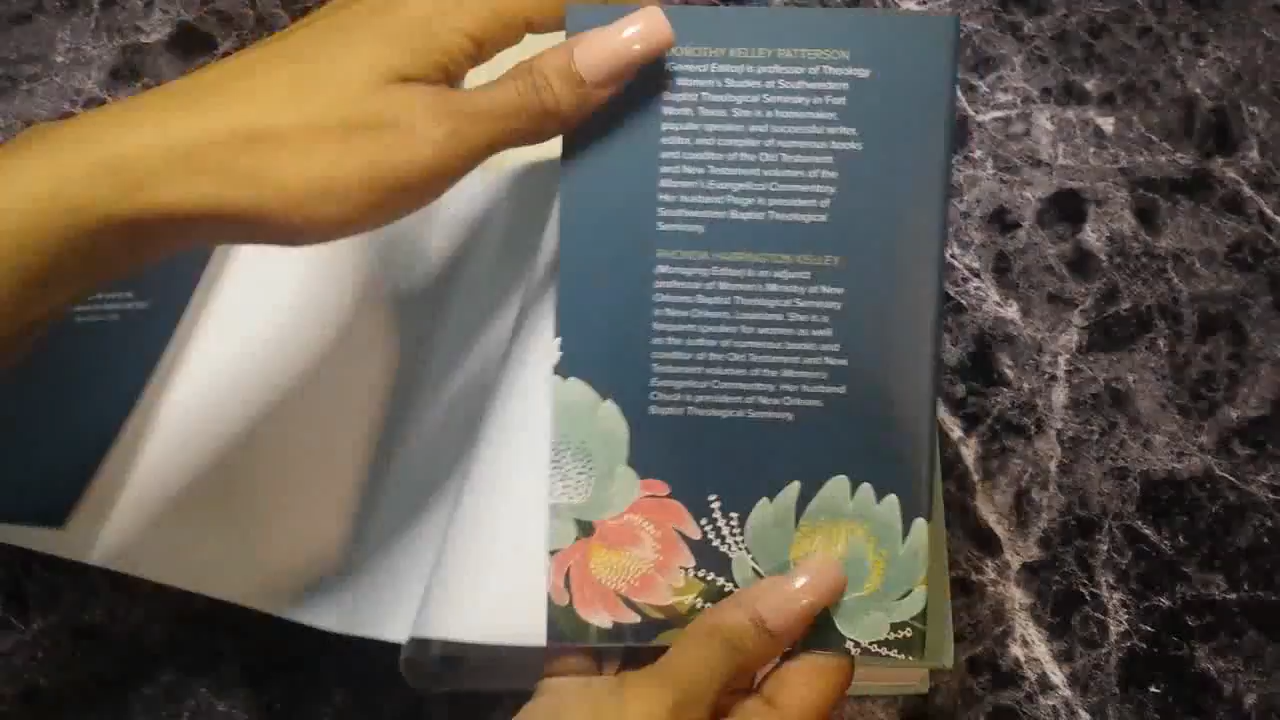 DOROTHY KELLEY PATTERSON
(General Editor) is professor of Theology
Women's Studies at Southwestern
Baptist Theological Seminary in Fort
Worth, Texas. She is a homemaker,
popular speaker, and successful writer,
editor, and compiler of numerous books
and coeditor of the Old Testament
and New Testament volumes of the
Women's Evangelical Commentary.
Her husband Paige is president of
Southwestern Baptist Theological
Seminary.
RHONDA HARRINGTON KELLEY
(Managing Editor) is an adjunct
professor of Women's Ministry at New
Orleans Baptist Theological Seminary
in New Orleans, Louisiana. She is a
frequent speaker for women as well
as the author of numerous books and
coeditor of the Old Testament and New
Testament volumes of the Women's
Evangelical Commentary. Her husband
Chuck is president of New Orleans
Baptist Theological Seminary.